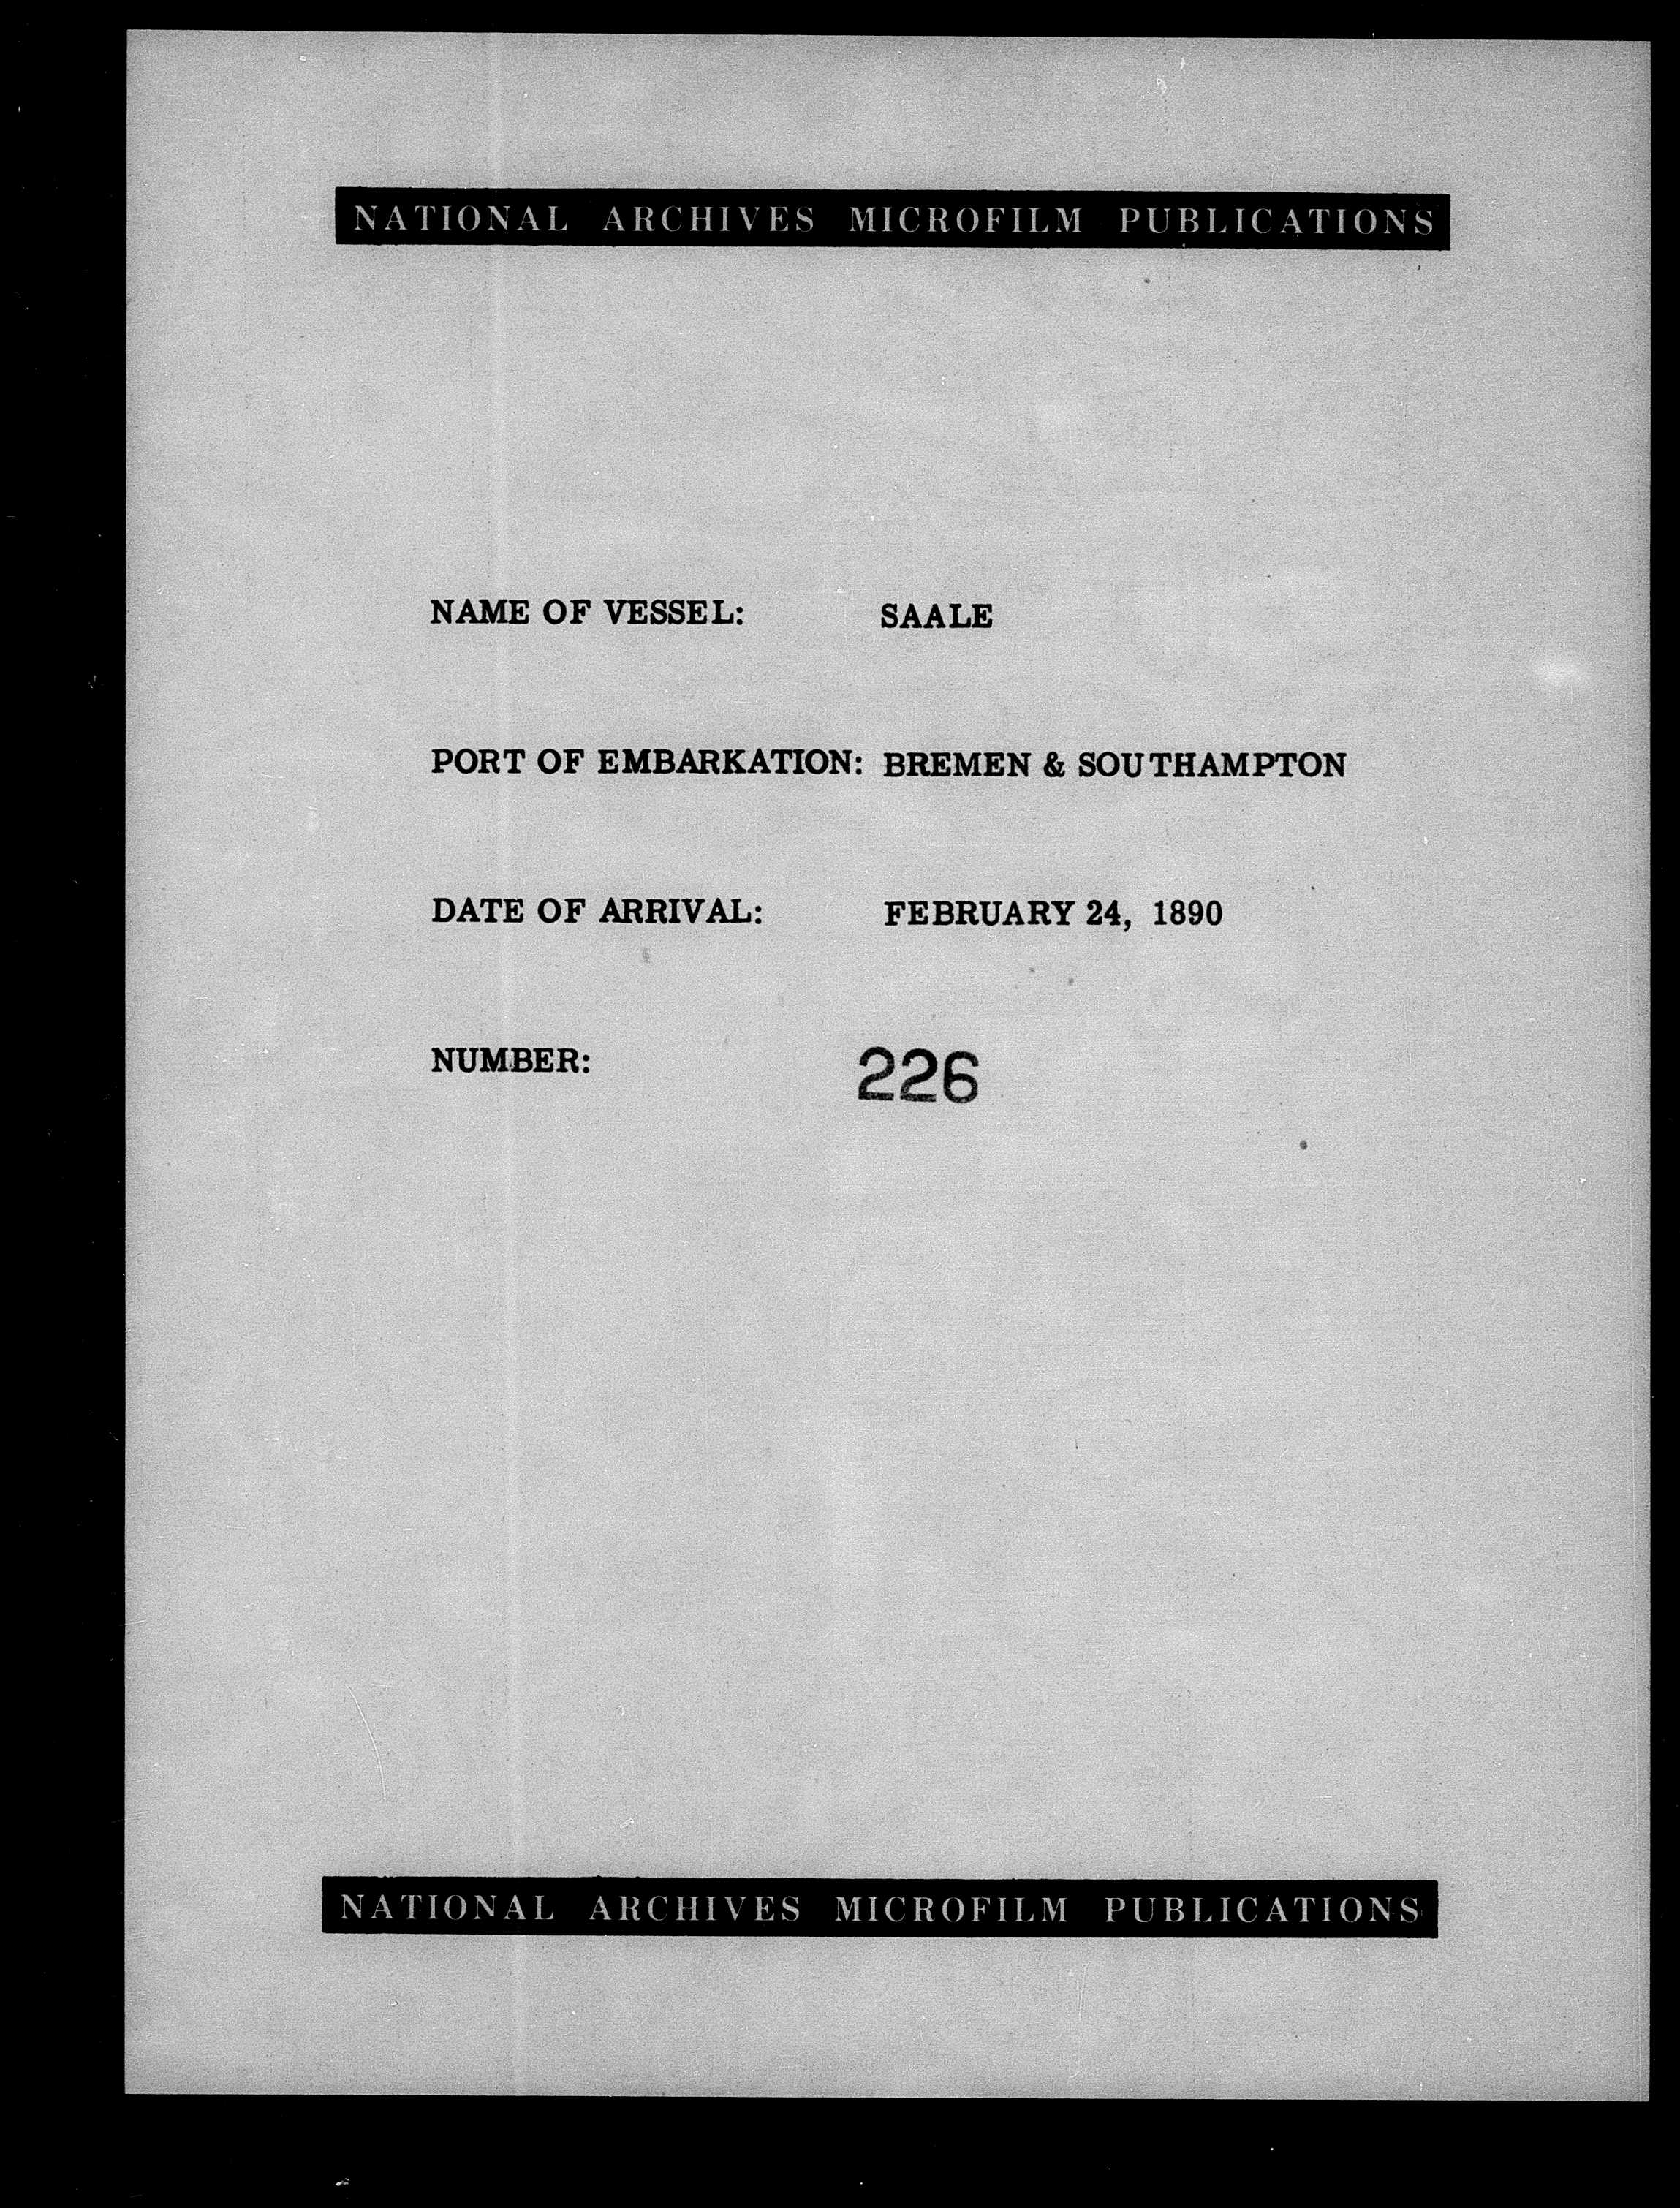 NATIONAL ARCHIVES MICROFILM PUBLICATIONS
NAME OF VESSEL: SAALE
PORT OF EMBARKATION: BREMEN & SOUTHAMPTON
DATE OF ARRIVAL: FEBRUARY 24, 1890
NUMBER: 226
NATIONAL ARCHIVES MICROFILM PUBLICATIONS